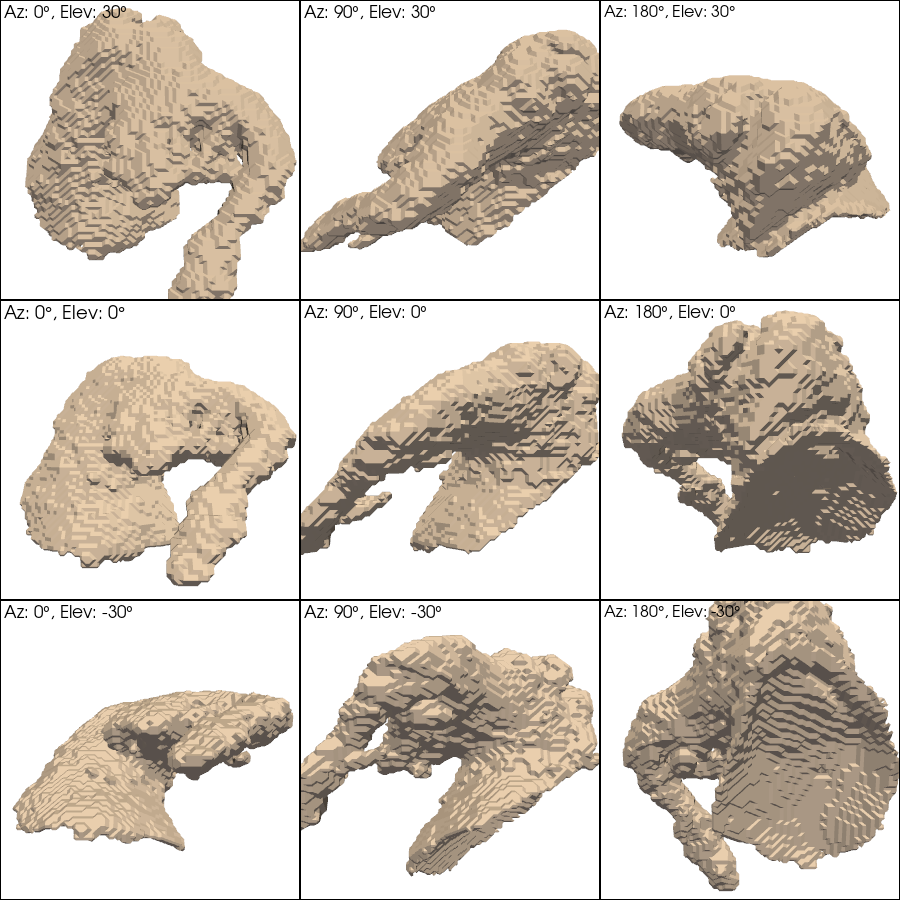 Az: 0°, Elev: 30°
Az: 90°, Elev: 30°
Az: 180°, Elev: 30°
Az: 0°, Elev: 0°
Az: 90°, Elev: 0°
Az: 180°, Elev: 0°
Az: 0°, Elev: -30°
Az: 90°, Elev: -30°
Az: 180°, Elev: -30°